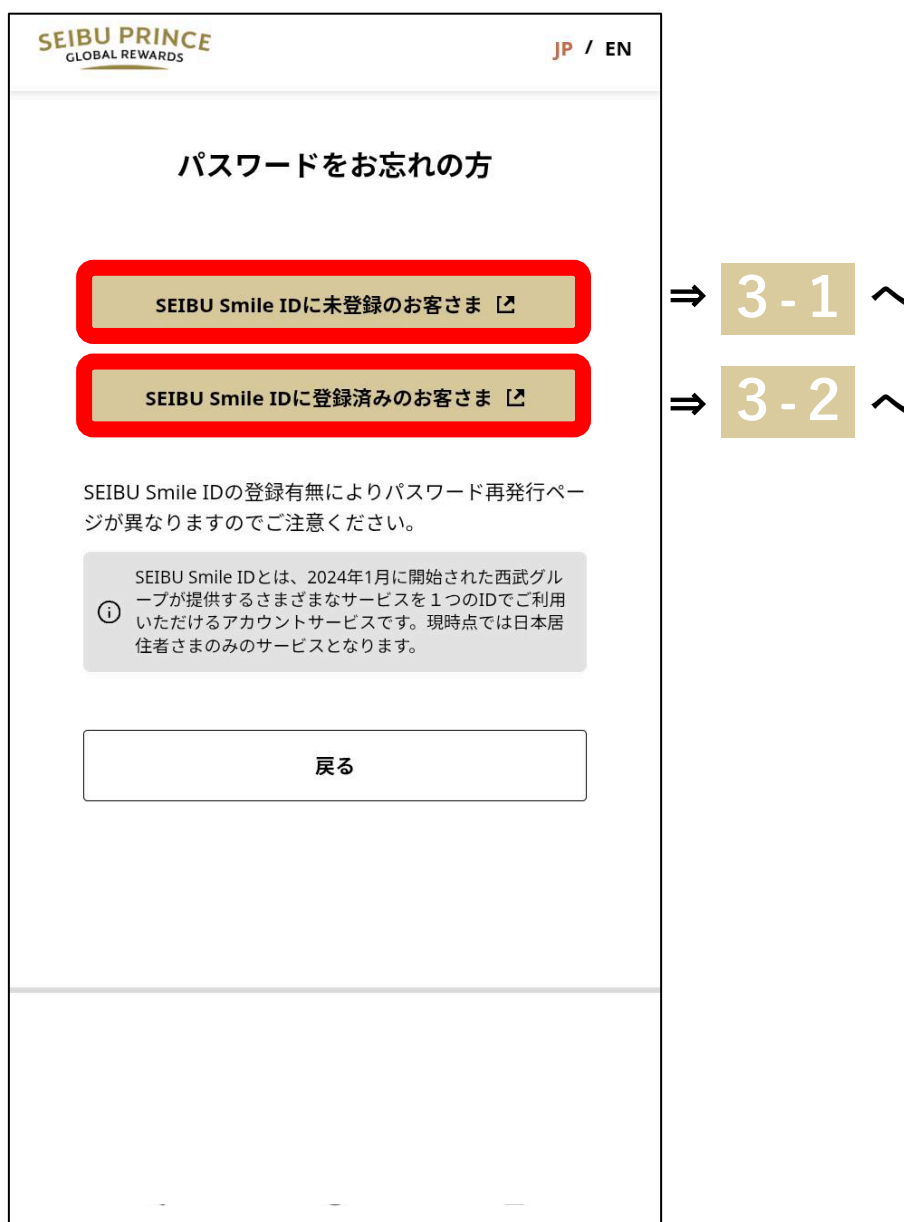 SEIBU PRINCE
GLOBAL REWARDS
JP / EN
パスワードをお忘れの方
SEIBU Smile IDに未登録のお客さま
⇒ 3-1 へ
SEIBU Smile IDに登録済みのお客さま
⇒ 3-2 へ
SEIBU Smile IDの登録有無によりパスワード再発行ペー
ジが異なりますのでご注意ください。
SEIBU Smile IDとは、2024年1月に開始された西武グル
ープが提供するさまざまなサービスを１つのIDでご利用
いただけるアカウントサービスです。現時点では日本居
住者さまのみのサービスとなります。
戻る